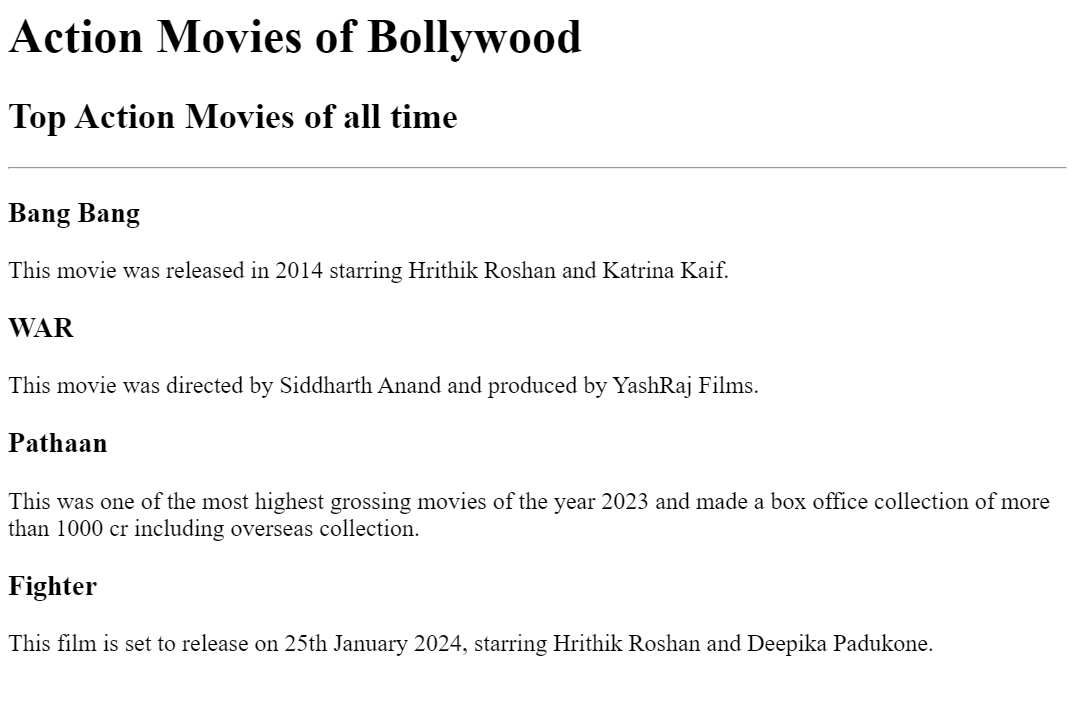 Action Movies of Bollywood
Top Action Movies of all time
Bang Bang
This movie was released in 2014 starring Hrithik Roshan and Katrina Kaif.
WAR
This movie was directed by Siddharth Anand and produced by YashRaj Films.
Pathaan
This was one of the most highest grossing movies of the year 2023 and made a box office collection of more
than 1000 cr including overseas collection.
Fighter
This film is set to release on 25th January 2024, starring Hrithik Roshan and Deepika Padukone.